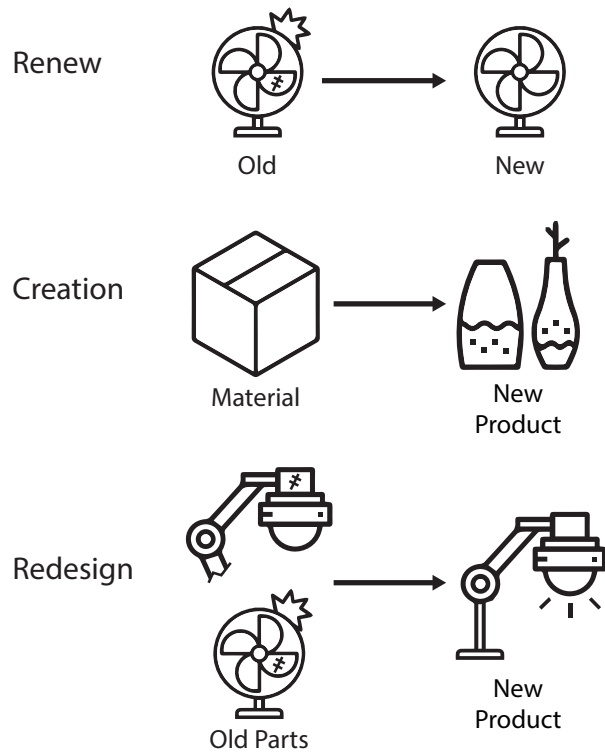 Renew
Old
New
Creation
Material
New
Product
Redesign
Old Parts
New
Product